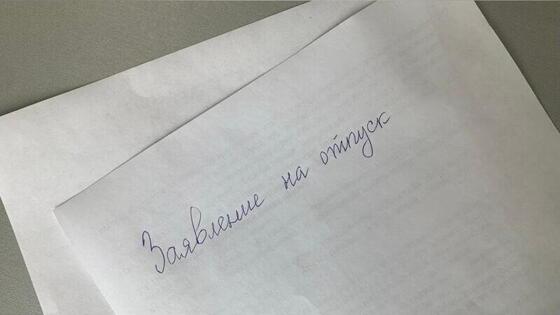 Заявление на отпуск